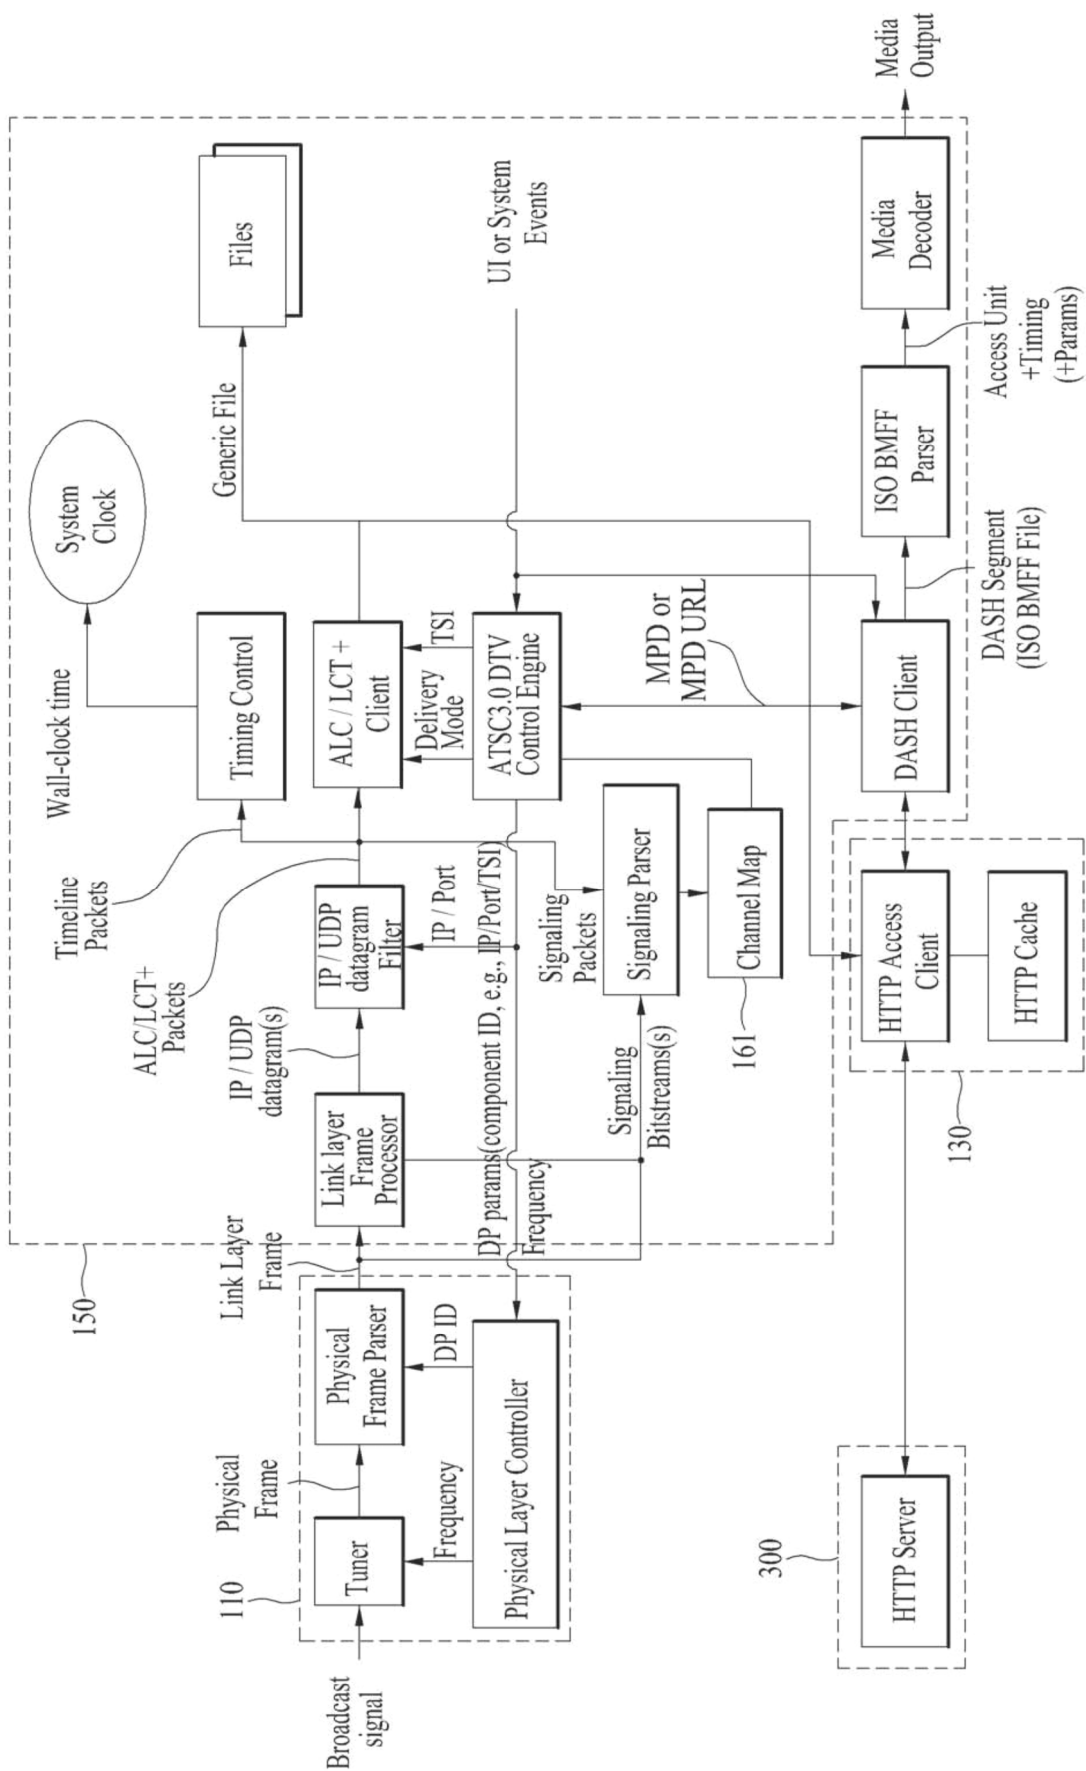 150
Wall-clock time
System
Clock
Timeline
Packets
Timing Control
Generic File
Files
ALC/LCT+
Packets
110
Physical
Frame
Link Layer
Frame
IP / UDP
datagram(s)
Broadcast
signal
Tuner
Physical
Frame Parser
Link layer
Frame
Processor
IP / UDP
datagram
Filter
ALC / LCT +
Client
Frequency
DP ID
IP / Port
Delivery
Mode
TSI
Physical Layer Controller
DP params(component ID, e.g., IP/Port/TSI)
Frequency
ATSC3.0 DTV
Control Engine
UI or System
Events
Signaling
Packets
Signaling
Bitstreams(s)
Signaling Parser
MPD or
MPD URL
161
Channel Map
300
HTTP Server
HTTP Access
Client
DASH Client
ISO BMFF
Parser
Media
Decoder
Media
Output
130
HTTP Cache
DASH Segment
(ISO BMFF File)
Access Unit
+Timing
(+Params)